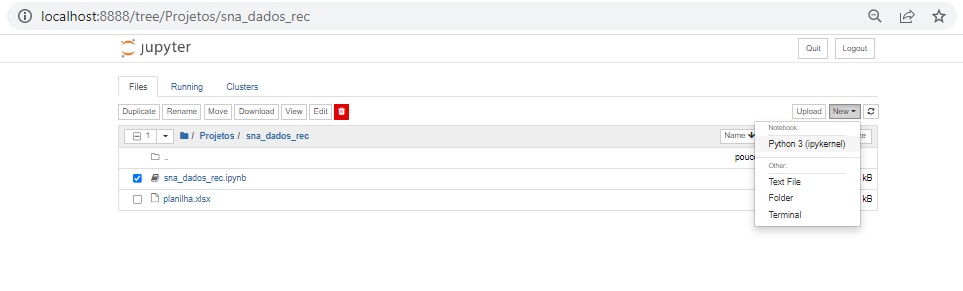 localhost:8888/tree/Projetos/sna_dados_rec
jupyter
Quit Logout
Files Running Clusters
Duplicate Rename Move Download View Edit Upload New
1 / Projetos / sna_dados_rec Name
Notebook:
Python 3 (ipykernel)
..
Other:
sna_dados_rec.ipynb kB
Text File
planilha.xlsx kB
Folder
Terminal